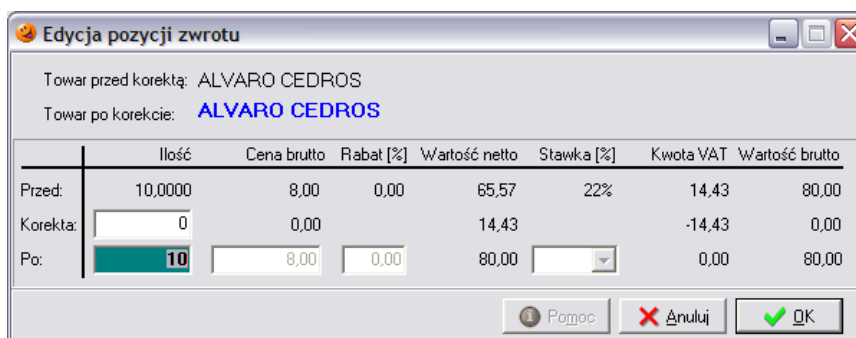 Edycja pozycji zwrotu
Towar przed korektą: ALVARO CEDROS
Towar po korekcie: ALVARO CEDROS
Ilość Cena brutto Rabat [%] Wartość netto Stawka [%] Kwota VAT Wartość brutto
Przed: 10,0000 8,00 0,00 65,57 22% 14,43 80,00
Korekta: 0 0,00 14,43 -14,43 0,00
Po: 10 8,00 0,00 80,00 0,00 80,00
Pomoc Anuluj OK